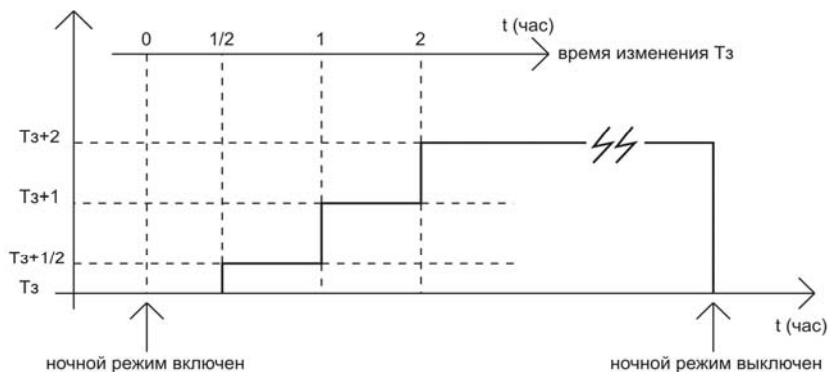 t (час)
0 1/2 1 2
время изменения Тз
Тз+2
Тз+1
Тз+1/2
Тз
t (час)
ночной режим включен
ночной режим выключен